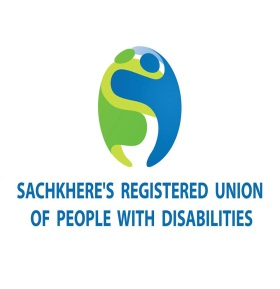 SACHKHERE'S REGISTERED UNION
OF PEOPLE WITH DISABILITIES